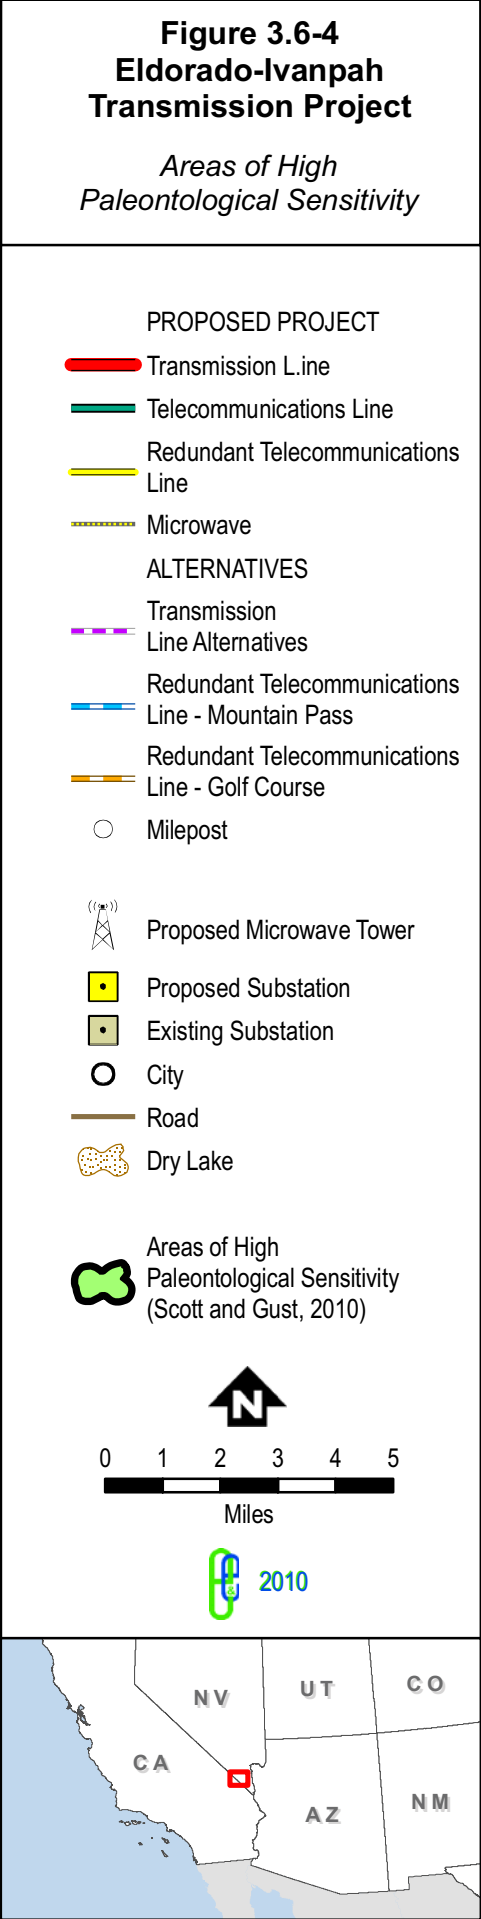 Figure 3.6-4
Eldorado-Ivanpah
Transmission Project
Areas of High
Paleontological Sensitivity
PROPOSED PROJECT
Transmission L.ine
Telecommunications Line
Redundant Telecommunications
Line
Microwave
ALTERNATIVES
Transmission
Line Alternatives
Redundant Telecommunications
Line - Mountain Pass
Redundant Telecommunications
Line - Golf Course
Milepost
Proposed Microwave Tower
Proposed Substation
Existing Substation
City
Road
Dry Lake
Areas of High
Paleontological Sensitivity
(Scott and Gust, 2010)
N
0 1 2 3 4 5
Miles
& 2010
NV UT CO
CA
AZ NM